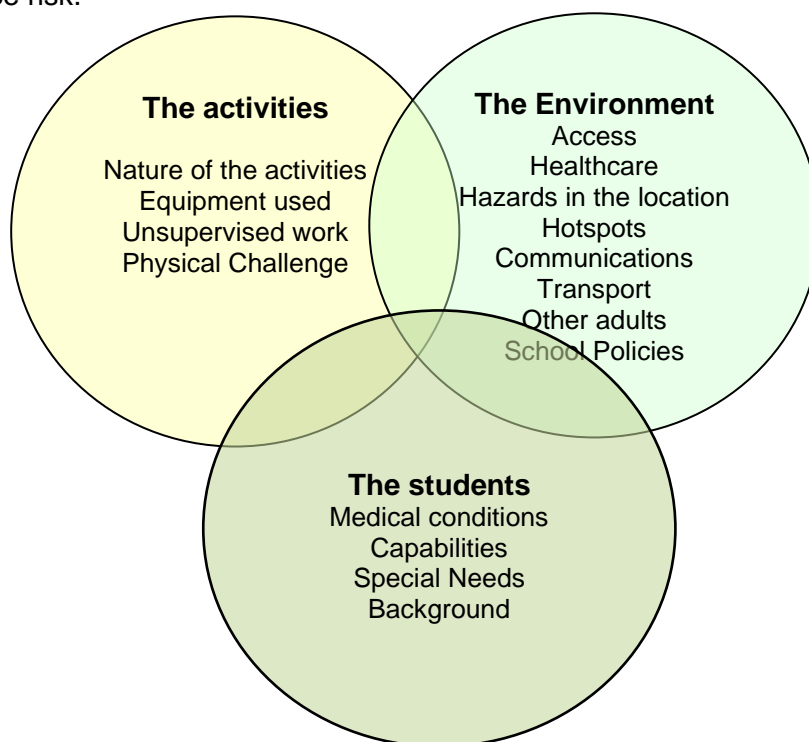 The activities
Nature of the activities
Equipment used
Unsupervised work
Physical Challenge
The Environment
Access
Healthcare
Hazards in the location
Hotspots
Communications
Transport
Other adults
School Policies
The students
Medical conditions
Capabilities
Special Needs
Background